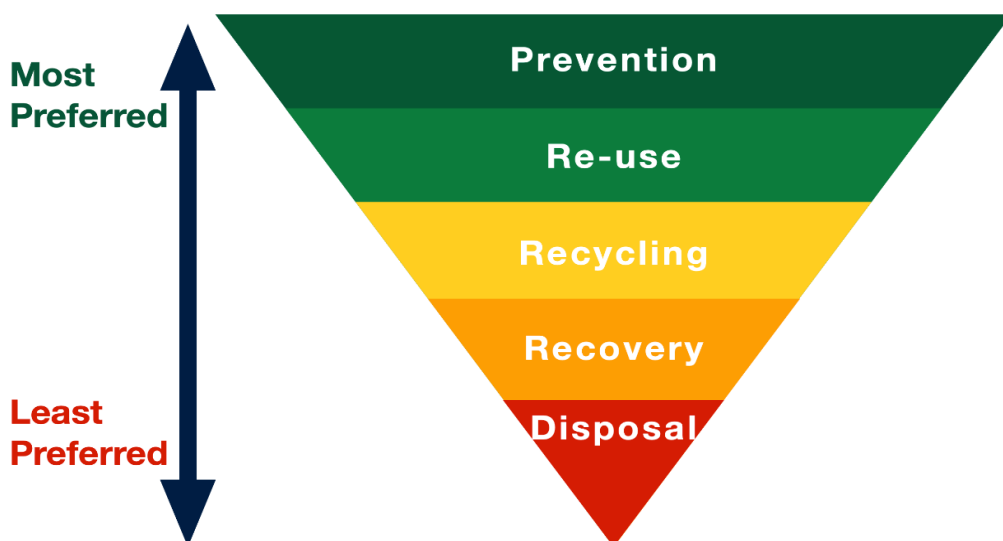 Most
Preferred
Prevention
Re-use
Recycling
Recovery
Disposal
Least
Preferred